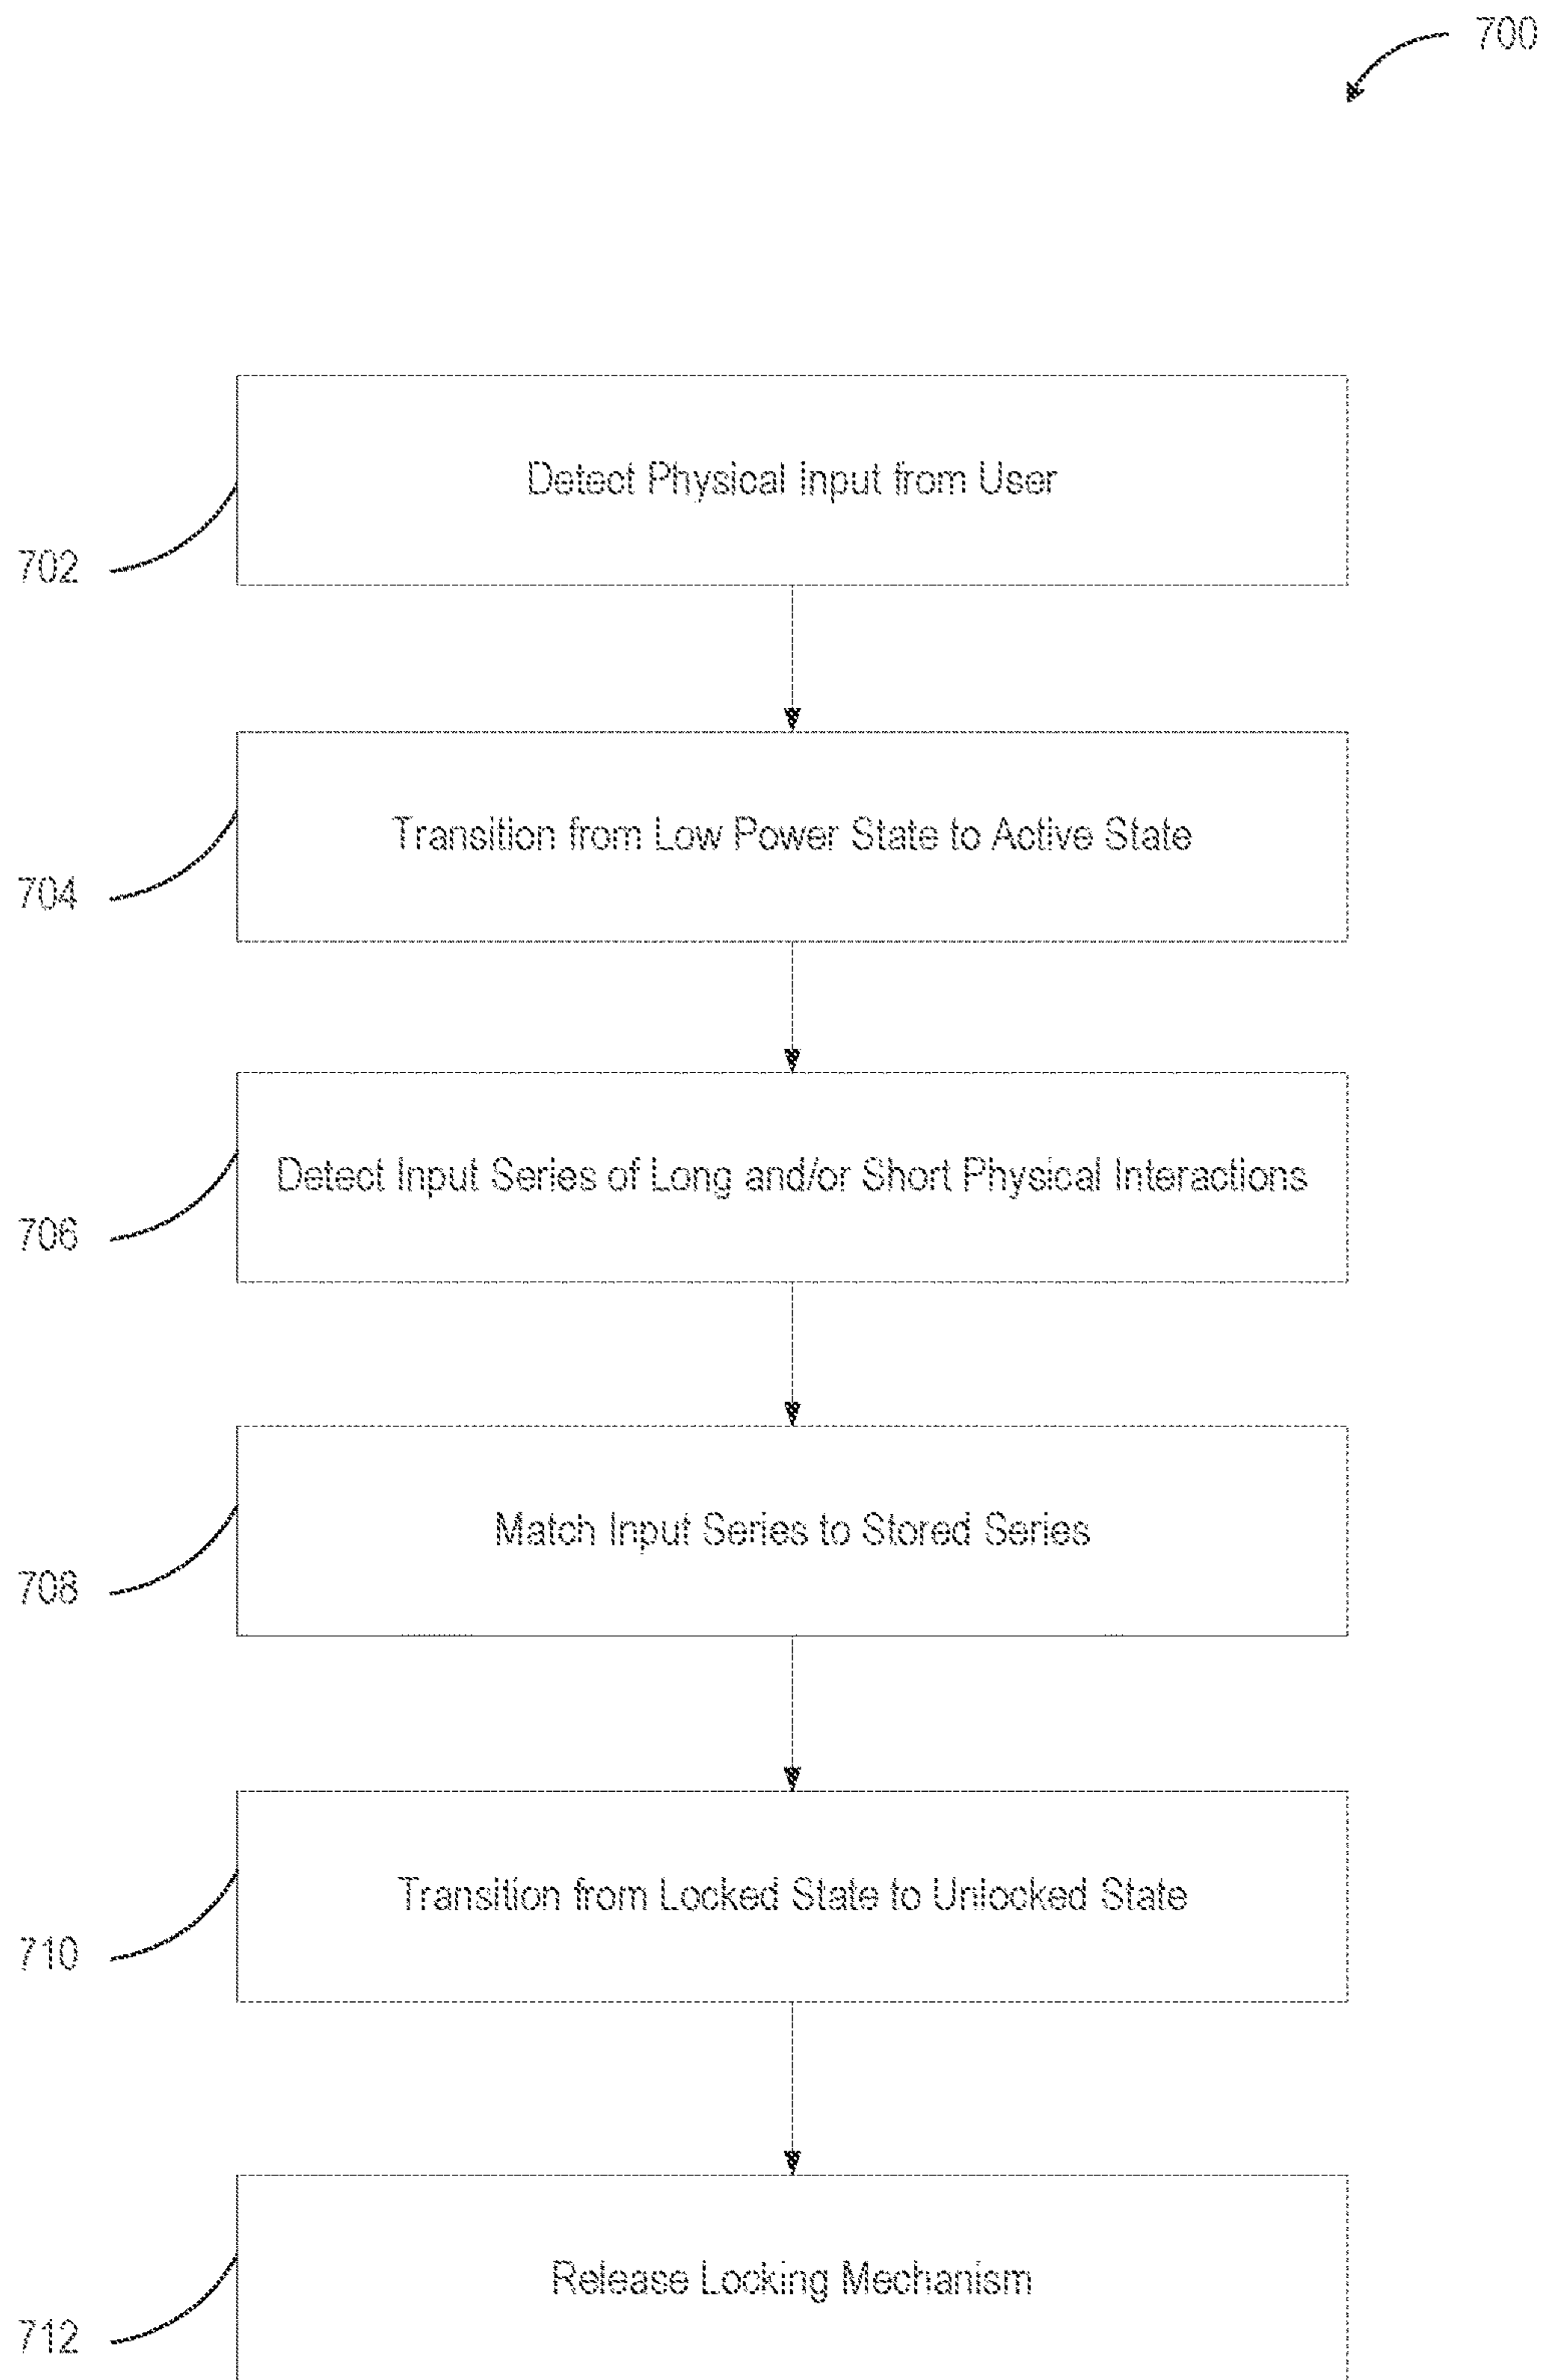 700
Detect Physical Input from User
702
Transition from Low Power State to Active State
704
Detect Input Series of Long and/or Short Physical Interactions
706
Match Input Series to Stored Series
708
Transition from Locked State to Unlocked State
710
Release Locking Mechanism
712